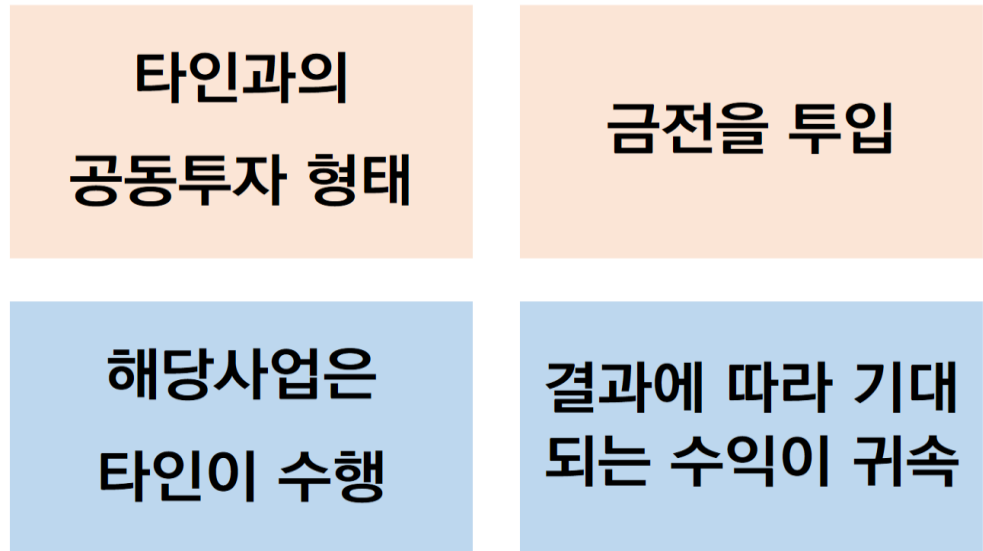 타인과의
공동투자 형태
금전을 투입
해당사업은
타인이 수행
결과에 따라 기대
되는 수익이 귀속